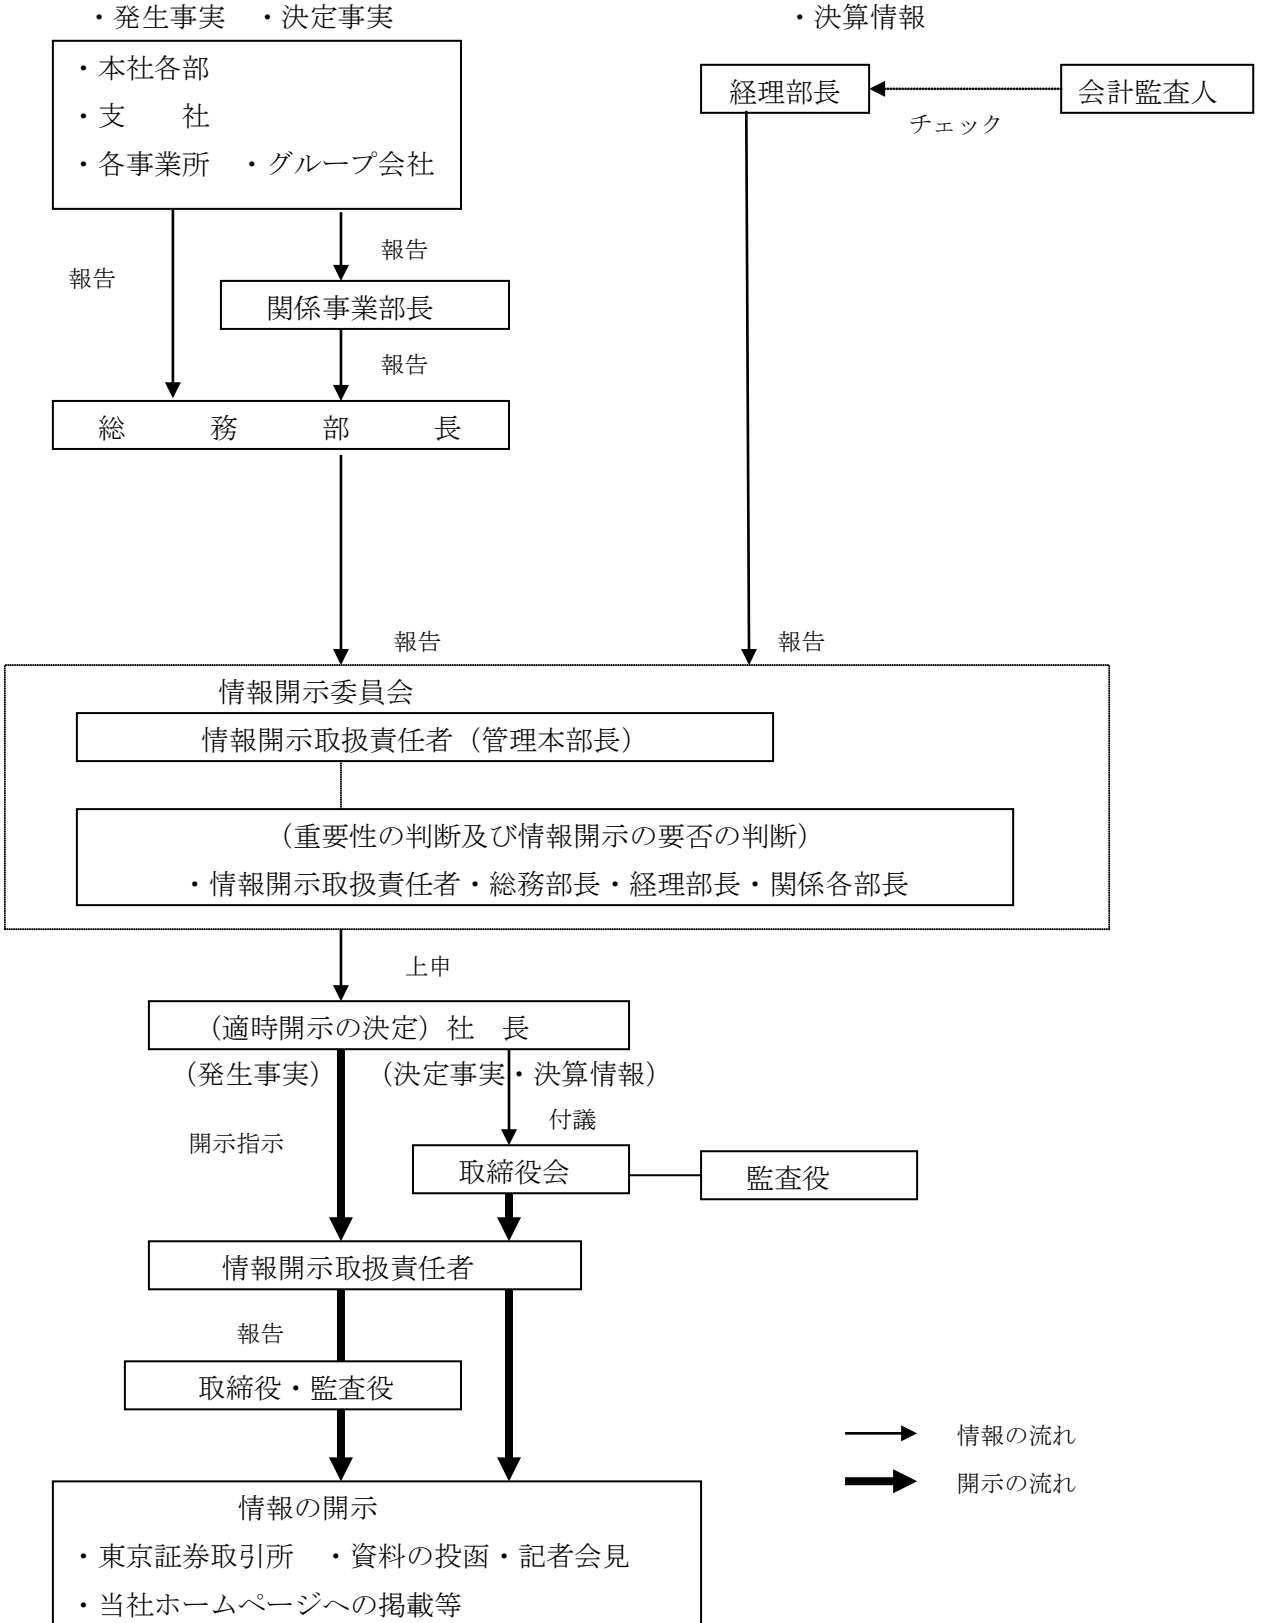 ・発生事実　・決定事実
・決算情報
・本社各部
・支　　社
・各事業所　・グループ会社
経理部長
会計監査人
チェック
報告
報告
関係事業部長
報告
総　　　務　　　部　　　長
報告
報告
情報開示委員会
情報開示取扱責任者（管理本部長）
（重要性の判断及び情報開示の要否の判断）
・情報開示取扱責任者・総務部長・経理部長・関係各部長
上申
（適時開示の決定）社　長
（発生事実）
（決定事実・決算情報）
付議
開示指示
取締役会
監査役
情報開示取扱責任者
報告
取締役・監査役
情報の流れ
開示の流れ
情報の開示
・東京証券取引所　・資料の投函・記者会見
・当社ホームページへの掲載等